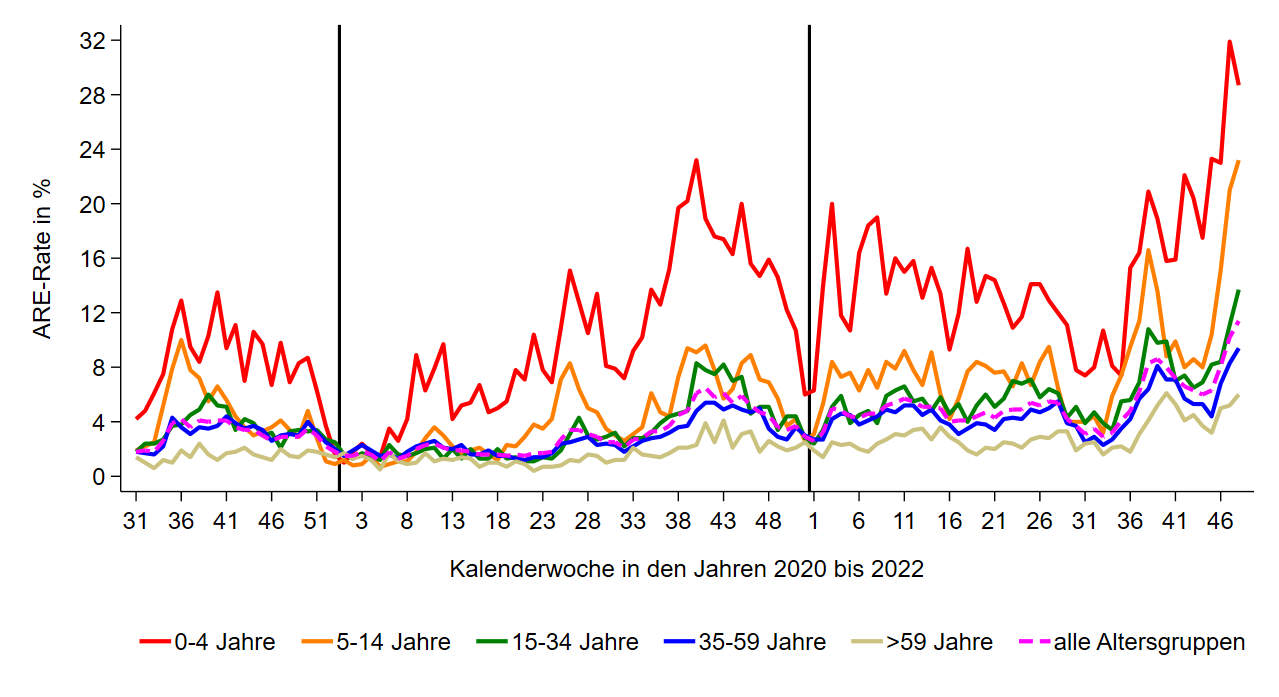 ARE-Rate in %
32
28
24
20
16
12
8
4
0
31 36 41 46 51 3 8 13 18 23 28 33 38 43 48 1 6 11 16 21 26 31 36 41 46
Kalenderwoche in den Jahren 2020 bis 2022
0-4 Jahre 5-14 Jahre 15-34 Jahre 35-59 Jahre >59 Jahre alle Altersgruppen